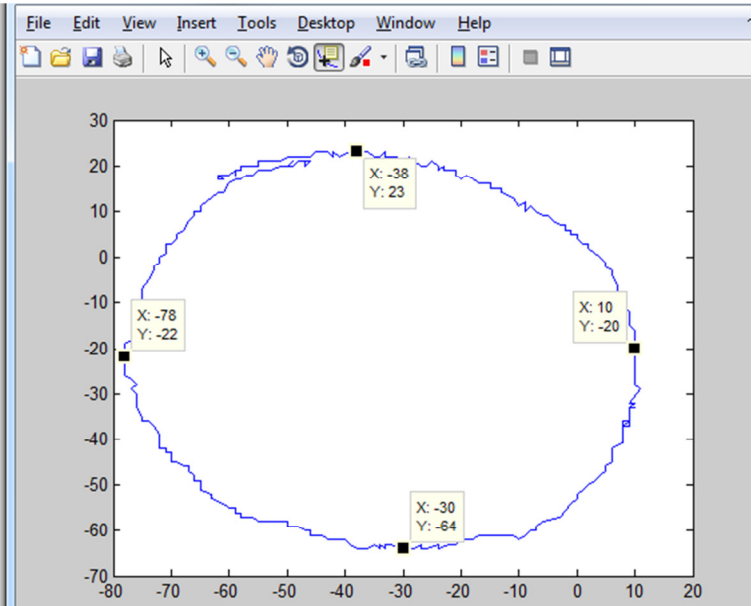 File Edit View Insert Tools Desktop Window Help
30
20
10
0
-10
-20
-30
-40
-50
-60
-70
X: -38
Y: 23
X: -78
Y: -22
X: 10
Y: -20
X: -30
Y: -64
-80 -70 -60 -50 -40 -30 -20 -10 0 10 20